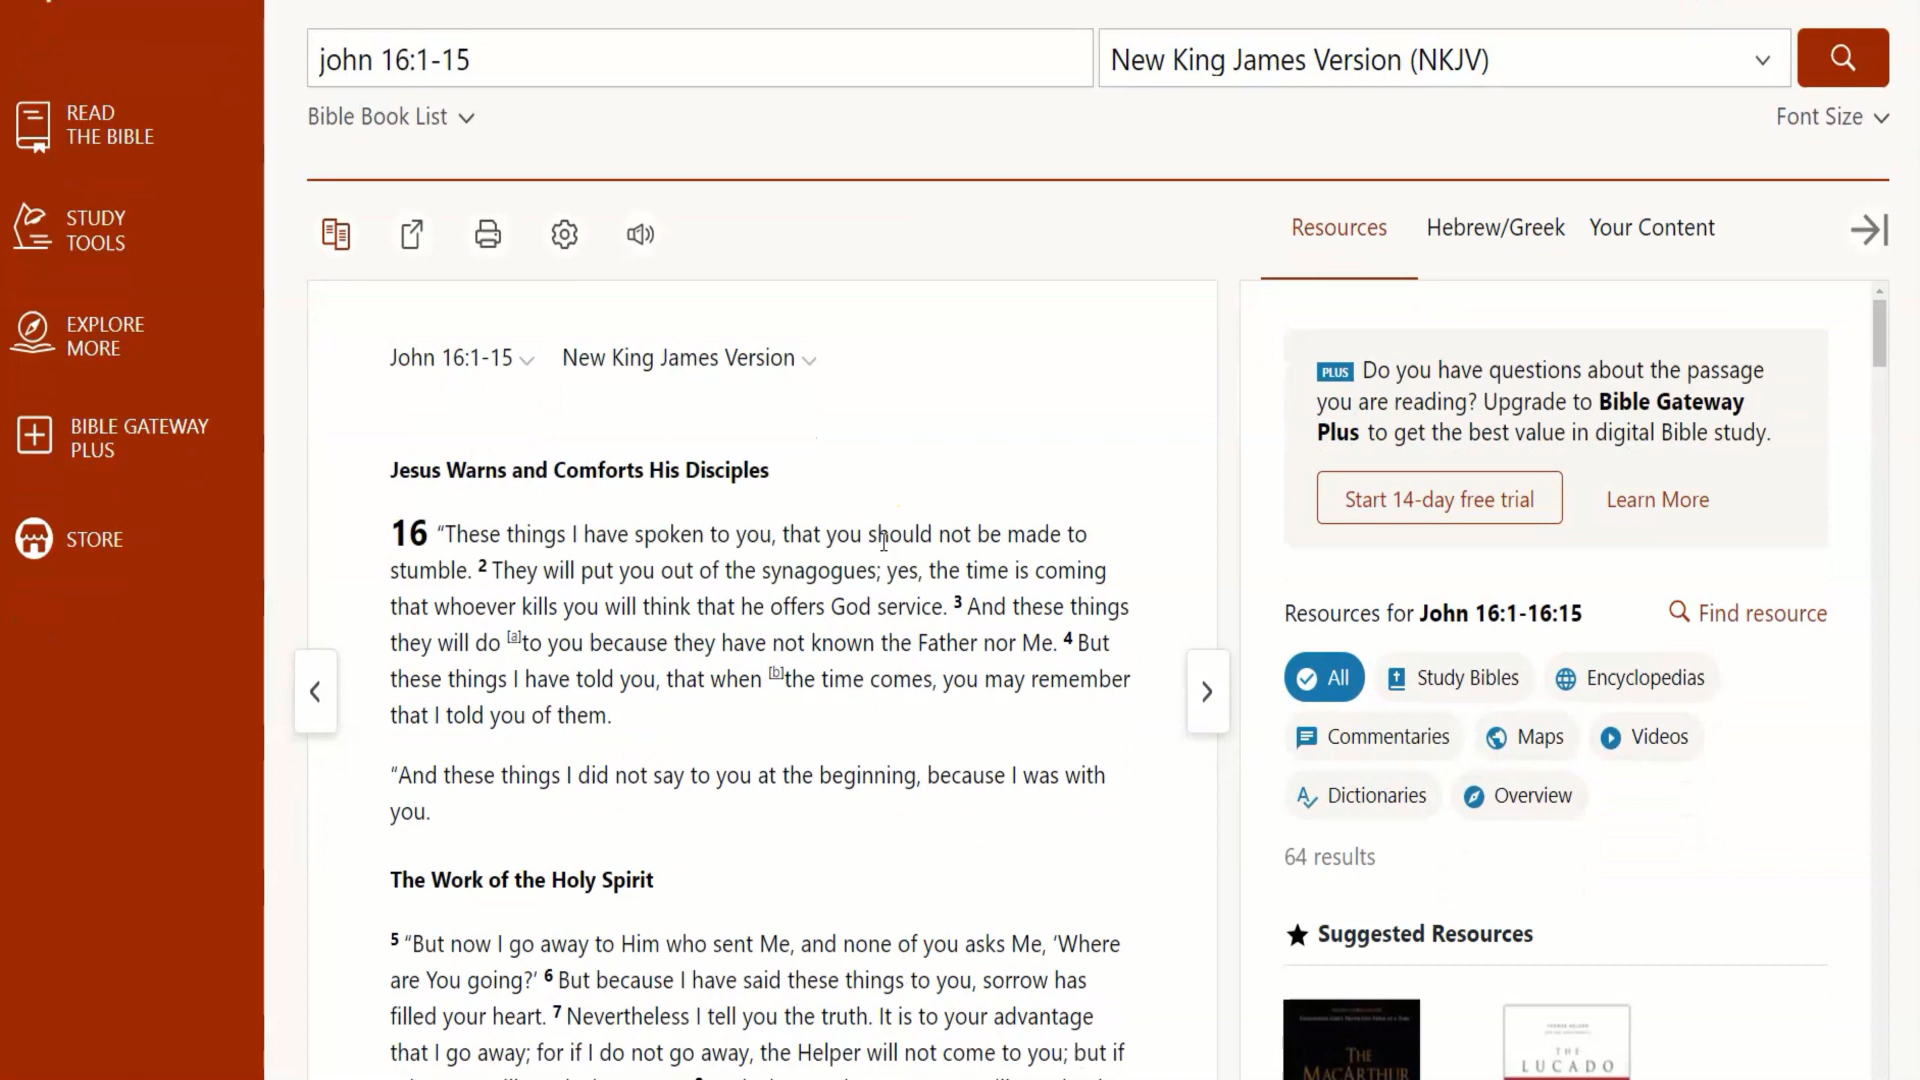 john 16:1-15
New King James Version (NKJV)
Bible Book List
Font Size
READ
THE BIBLE
STUDY
TOOLS
EXPLORE
MORE
BIBLE GATEWAY
PLUS
STORE
Resources
Hebrew/Greek
Your Content
John 16:1-15
New King James Version
Jesus Warns and Comforts His Disciples
16 “These things I have spoken to you, that you should not be made to
stumble. 2 They will put you out of the synagogues; yes, the time is coming
that whoever kills you will think that he offers God service. 3 And these things
they will do [a]to you because they have not known the Father nor Me. 4 But
these things I have told you, that when [b]the time comes, you may remember
that I told you of them.
“And these things I did not say to you at the beginning, because I was with
you.
The Work of the Holy Spirit
5 “But now I go away to Him who sent Me, and none of you asks Me, ‘Where
are You going?’ 6 But because I have said these things to you, sorrow has
filled your heart. 7 Nevertheless I tell you the truth. It is to your advantage
that I go away; for if I do not go away, the Helper will not come to you; but if
PLUS Do you have questions about the passage
you are reading? Upgrade to Bible Gateway
Plus to get the best value in digital Bible study.
Start 14-day free trial
Learn More
Resources for John 16:1-16:15
Find resource
All
Study Bibles
Encyclopedias
Commentaries
Maps
Videos
Dictionaries
Overview
64 results
Suggested Resources
THE
MACARTHUR
THE
LUCADO